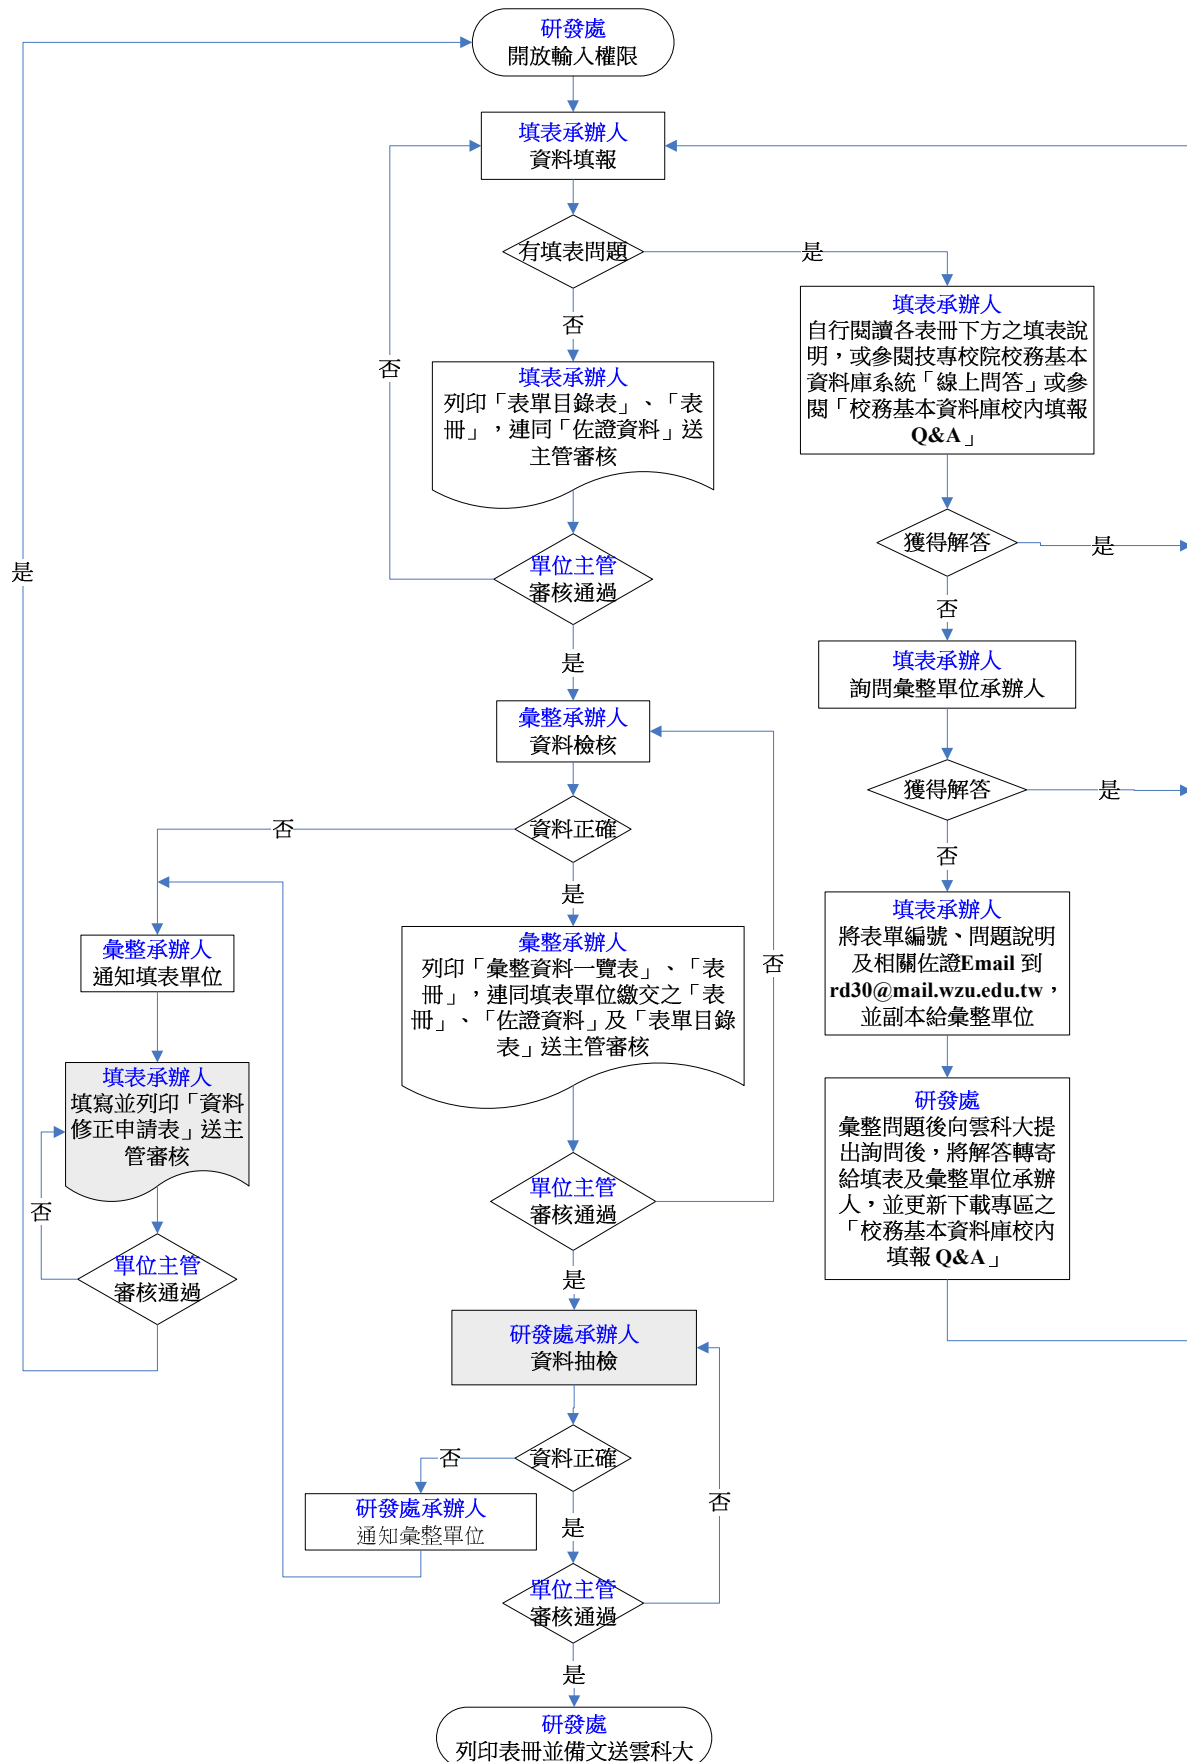 研發處
開放輸入權限
填表承辦人
資料填報
有填表問題
是
否
填表承辦人
自行閱讀各表冊下方之填表說
明，或參閱技專校院校務基本
資料庫系統「線上問答」或參
閱「校務基本資料庫校內填報
Q&A」
否
填表承辦人
列印「表單目錄表」、「表
冊」，連同「佐證資料」送
主管審核
獲得解答
是
單位主管
審核通過
是
否
填表承辦人
詢問彙整單位承辦人
是
彙整承辦人
資料檢核
獲得解答
是
資料正確
否
否
是
填表承辦人
將表單編號、問題說明
及相關佐證Email 到
rd30@mail.wzu.edu.tw，
並副本給彙整單位
彙整承辦人
通知填表單位
彙整承辦人
列印「彙整資料一覽表」、「表
冊」，連同填表單位繳交之「表
冊」、「佐證資料」及「表單目錄
表」送主管審核
否
填表承辦人
填寫並列印「資料
修正申請表」送主
管審核
研發處
彙整問題後向雲科大提
出詢問後，將解答轉寄
給填表及彙整單位承辦
人，並更新下載專區之
「校務基本資料庫校內
填報 Q&A」
否
單位主管
審核通過
單位主管
審核通過
是
研發處承辦人
資料抽檢
資料正確
否
研發處承辦人
通知彙整單位
否
是
單位主管
審核通過
是
研發處
列印表冊並備文送雲科大